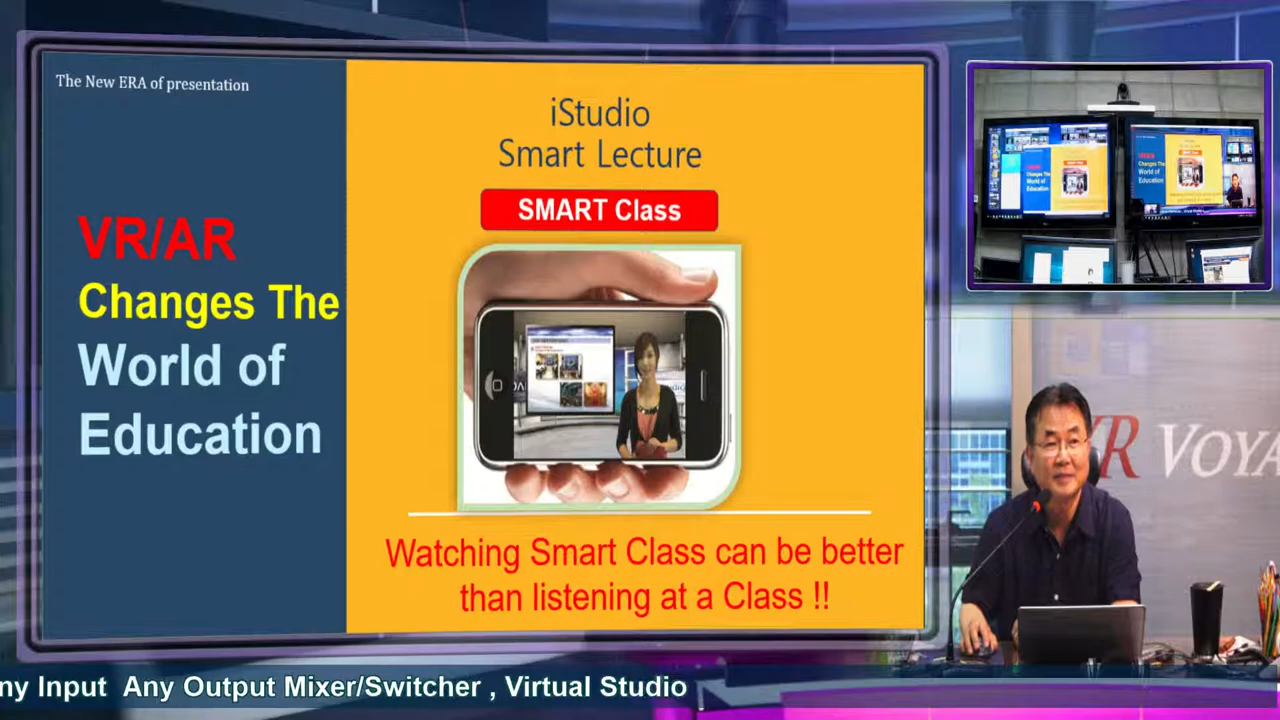 The New ERA of presentation
VR/AR
Changes The
World of
Education
iStudio
Smart Lecture
SMART Class
Watching Smart Class can be better
than listening at a Class !!
VR VOYA
ny Input Any Output Mixer/Switcher , Virtual Studio